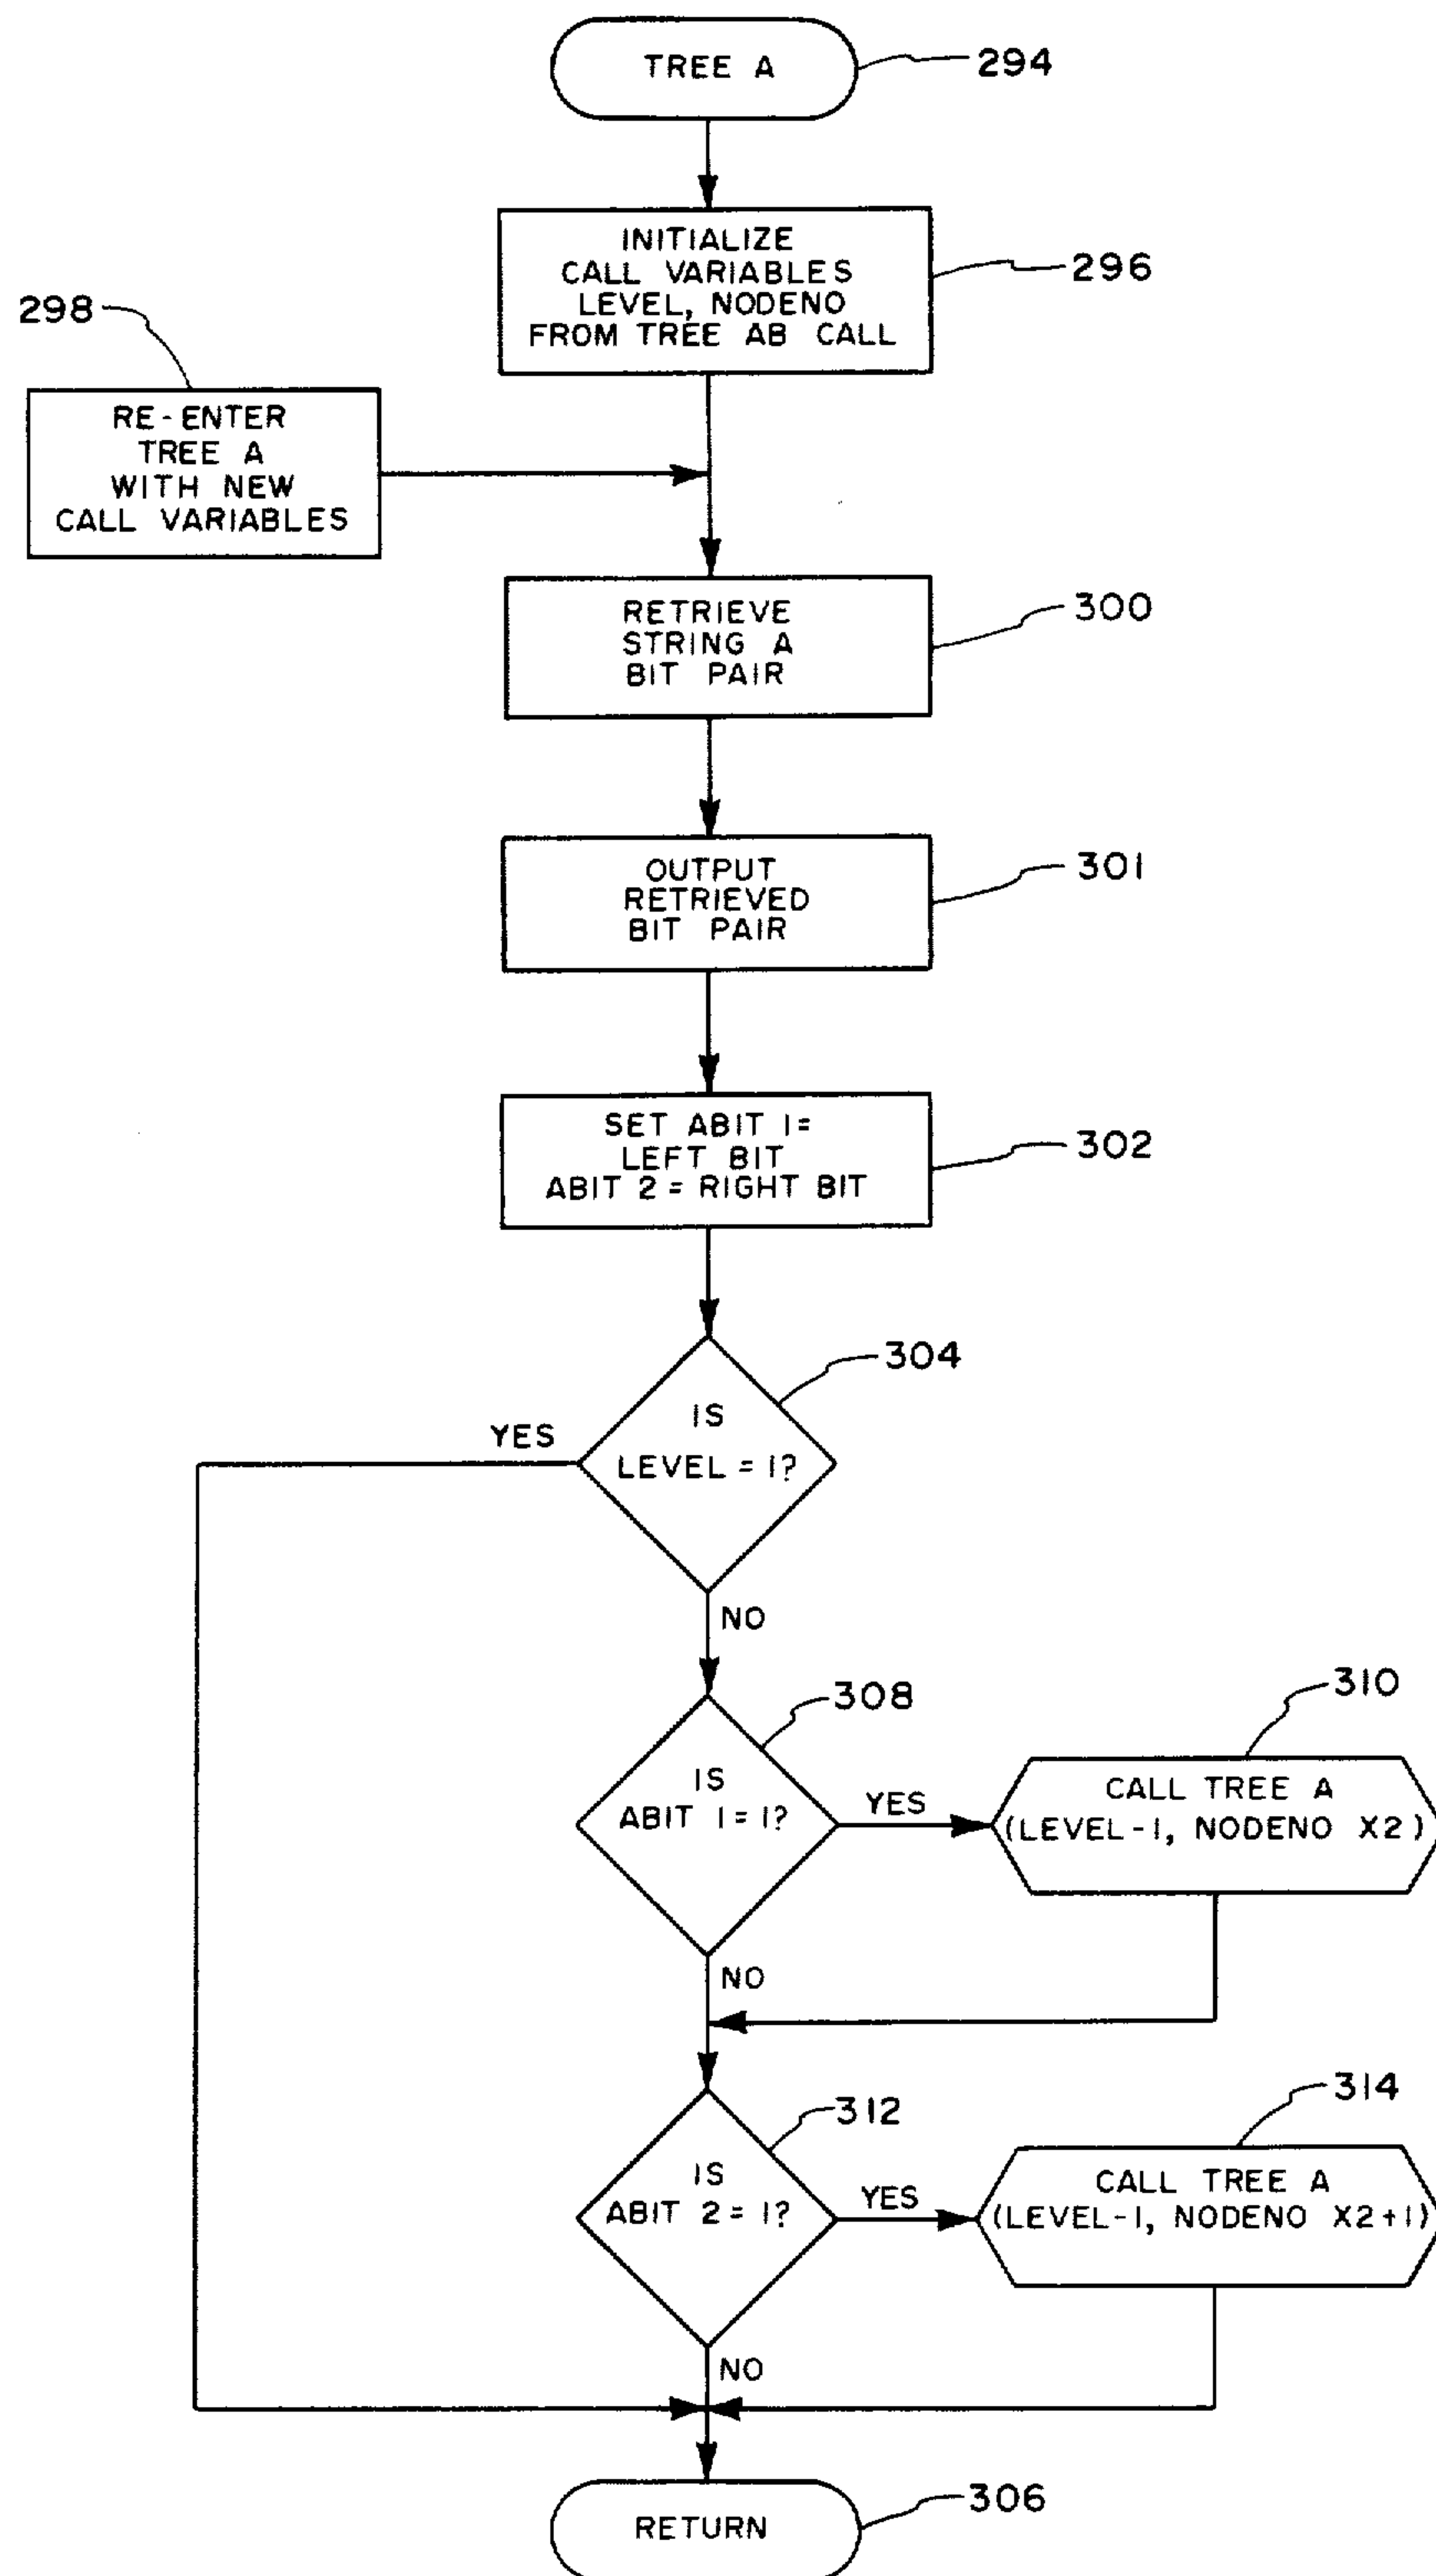 TREE A
294
INITIALIZE
CALL VARIABLES
LEVEL, NODENO
FROM TREE AB CALL
296
298
RE-ENTER
TREE A
WITH NEW
CALL VARIABLES
RETRIEVE
STRING A
BIT PAIR
300
OUTPUT
RETRIEVED
BIT PAIR
301
SET ABIT 1=
LEFT BIT
ABIT 2 = RIGHT BIT
302
304
IS
LEVEL = 1?
YES
NO
308
IS
ABIT 1 = 1?
YES
310
CALL TREE A
(LEVEL-1, NODENO X2)
NO
312
IS
ABIT 2 = 1?
YES
314
CALL TREE A
(LEVEL-1, NODENO X2+1)
NO
RETURN
306